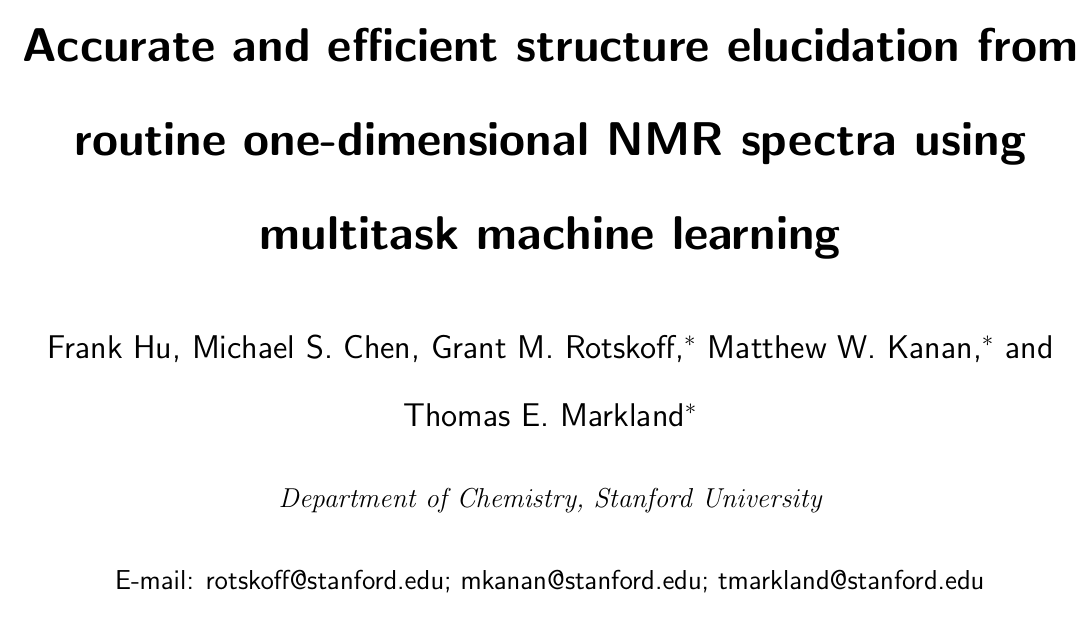 Accurate and efficient structure elucidation from
routine one-dimensional NMR spectra using
multitask machine learning
Frank Hu, Michael S. Chen, Grant M. Rotskoff,* Matthew W. Kanan,* and
Thomas E. Markland*
Department of Chemistry, Stanford University
E-mail: rotskoff@stanford.edu; mkanan@stanford.edu; tmarkland@stanford.edu